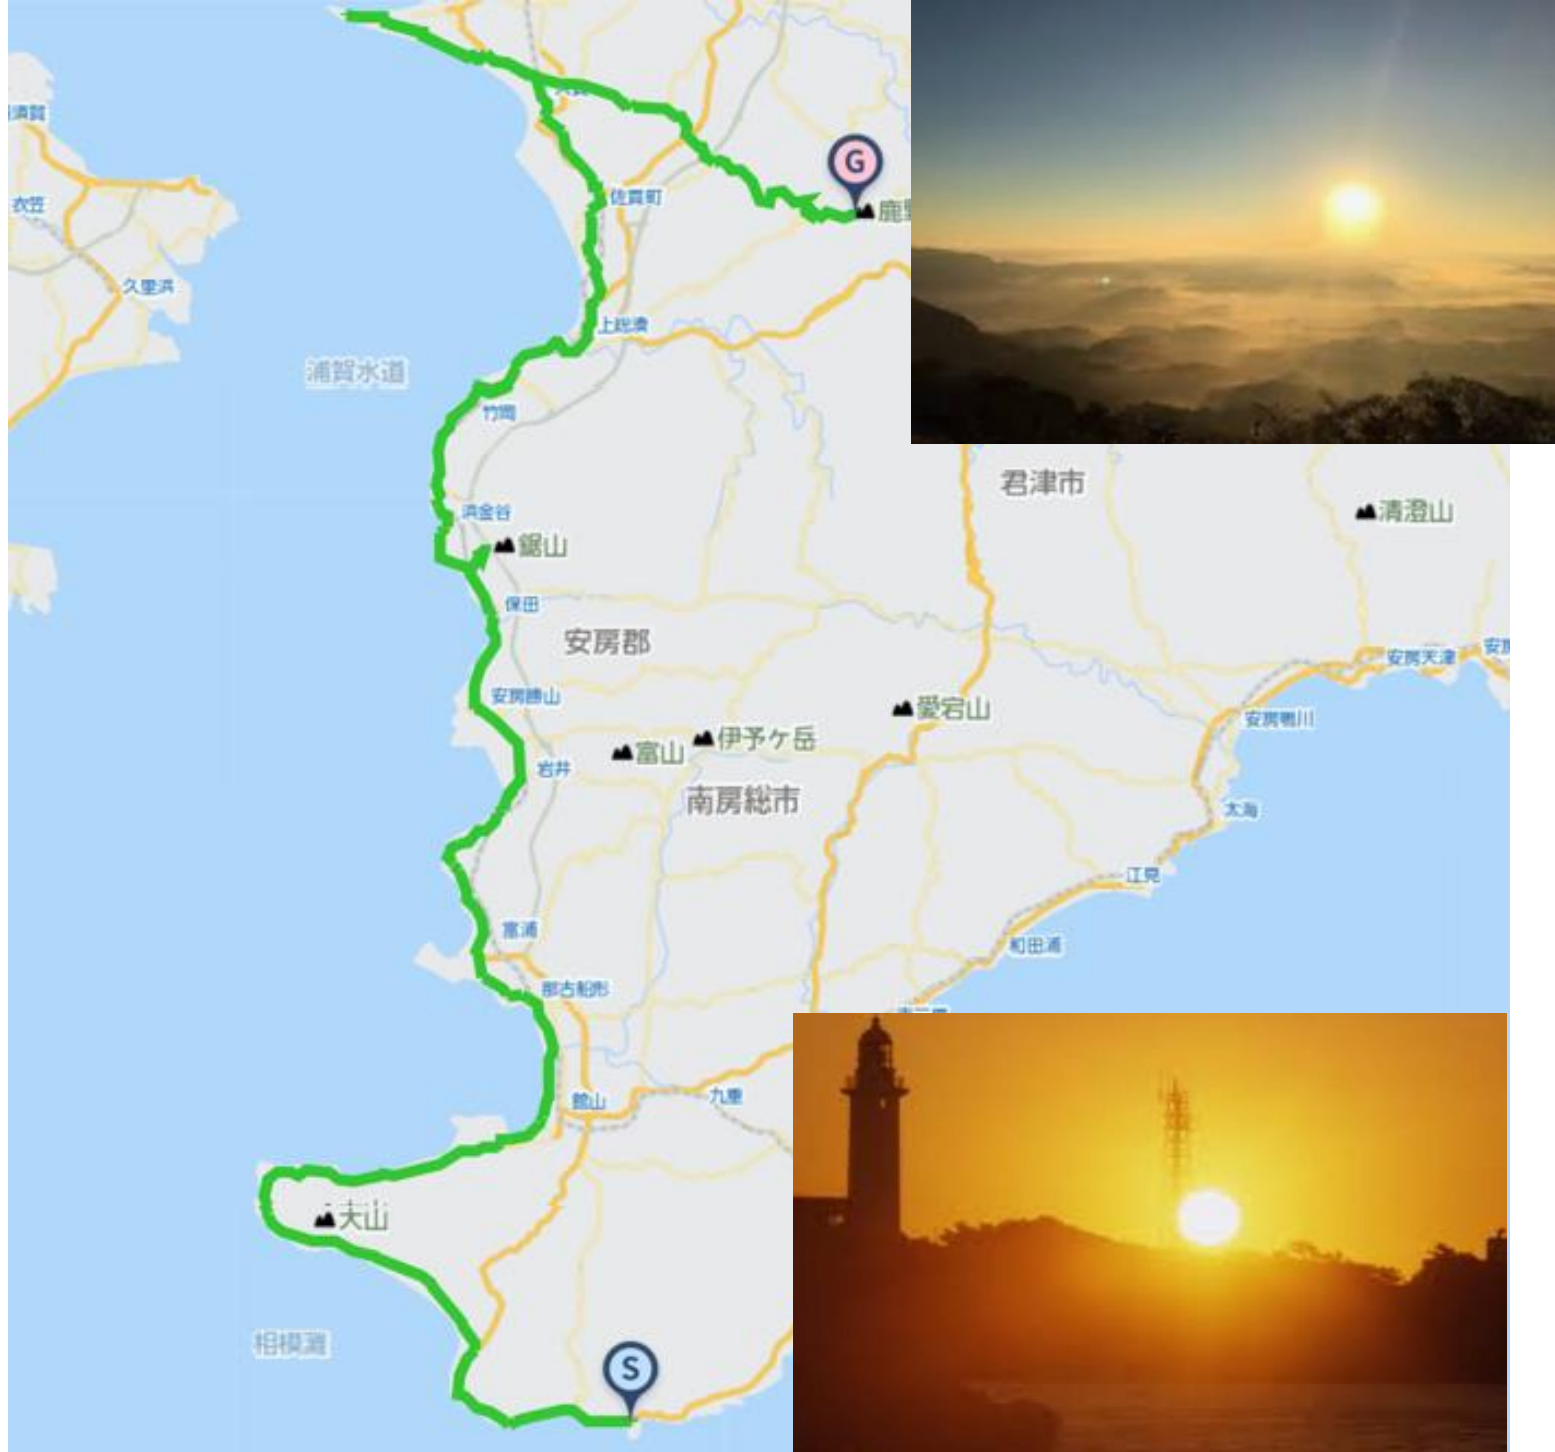 須賀
衣笠
久里浜
G
佐貫町
上総湊
浦賀水道
竹岡
君津市
清澄山
浜金谷
鋸山
保田
安房郡
安房天津
安房勝山
愛宕山
安房鴨川
伊予ケ岳
富山
岩井
南房総市
太海
江見
富浦
和田浦
那古船形
館山
九重
大山
相模灘
S